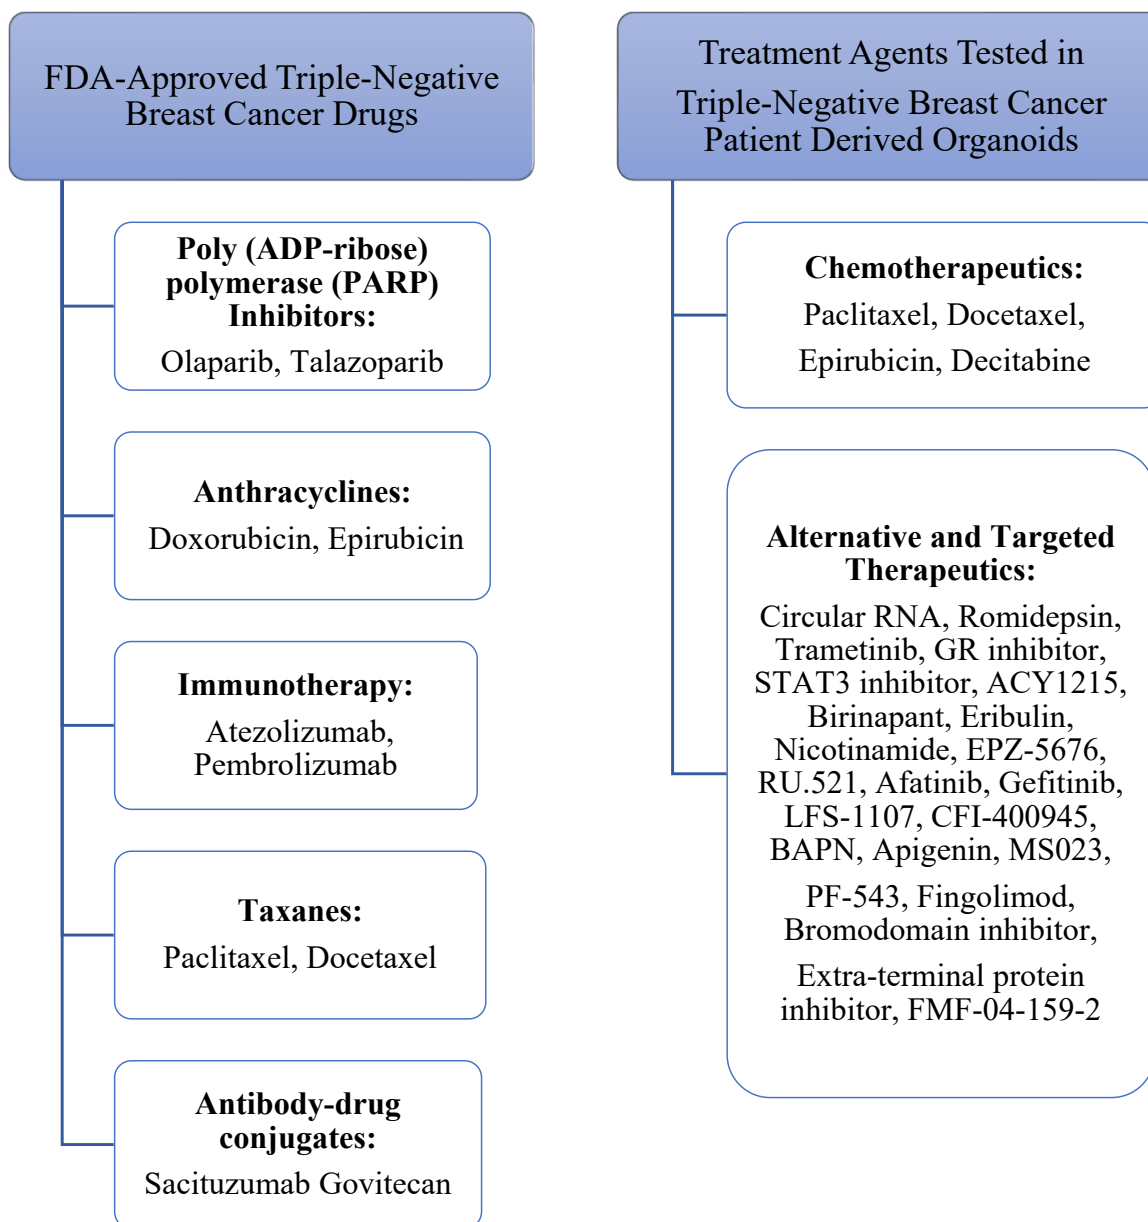 FDA-Approved Triple-Negative
Breast Cancer Drugs
Poly (ADP-ribose)
polymerase (PARP)
Inhibitors:
Olaparib, Talazoparib
Anthracyclines:
Doxorubicin, Epirubicin
Immunotherapy:
Atezolizumab,
Pembrolizumab
Taxanes:
Paclitaxel, Docetaxel
Antibody-drug
conjugates:
Sacituzumab Govitecan
Treatment Agents Tested in
Triple-Negative Breast Cancer
Patient Derived Organoids
Chemotherapeutics:
Paclitaxel, Docetaxel,
Epirubicin, Decitabine
Alternative and Targeted
Therapeutics:
Circular RNA, Romidepsin,
Trametinib, GR inhibitor,
STAT3 inhibitor, ACY1215,
Birinapant, Eribulin,
Nicotinamide, EPZ-5676,
RU.521, Afatinib, Gefitinib,
LFS-1107, CFI-400945,
BAPN, Apigenin, MS023,
PF-543, Fingolimod,
Bromodomain inhibitor,
Extra-terminal protein
inhibitor, FMF-04-159-2